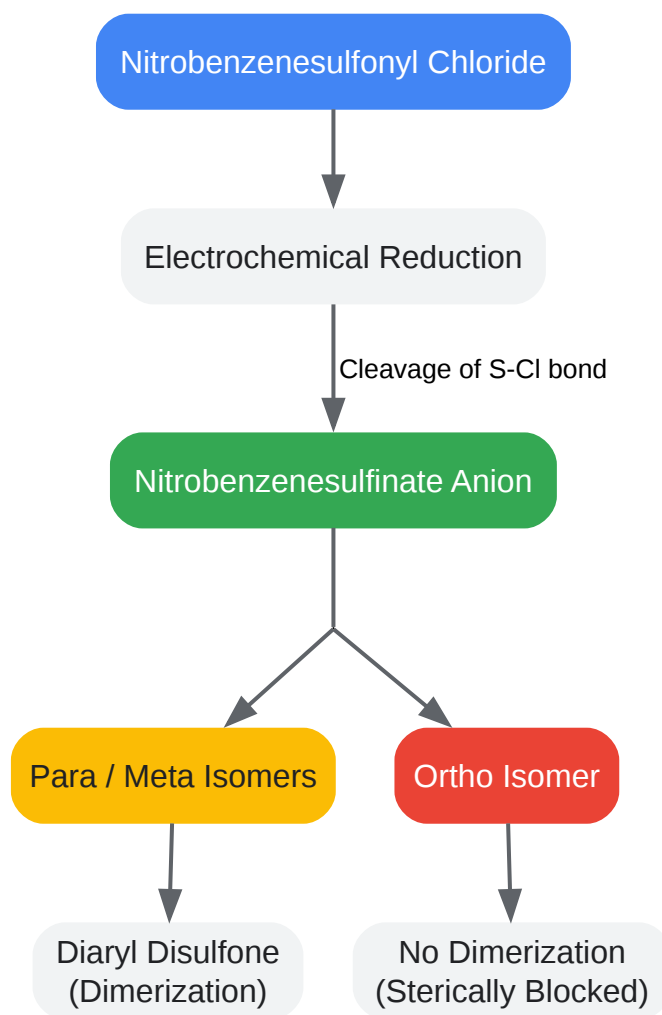 Nitrobenzenesulfonyl Chloride
Electrochemical Reduction
Cleavage of S-Cl bond
Nitrobenzenesulfinate Anion
Para / Meta Isomers
Ortho Isomer
Diaryl Disulfone
(Dimerization)
No Dimerization
(Sterically Blocked)